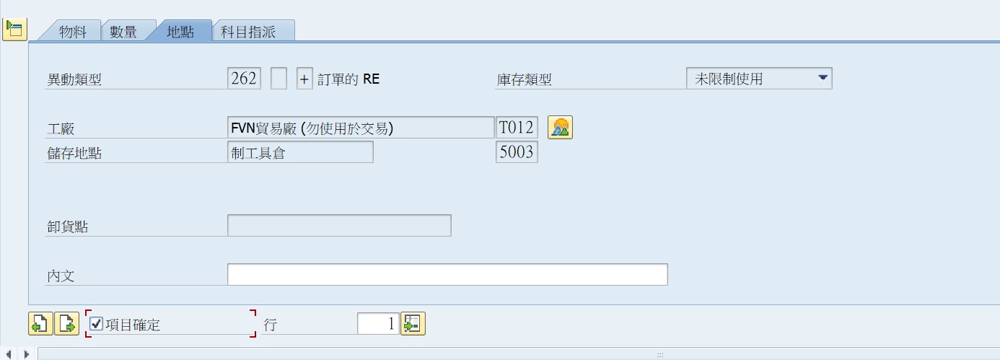 物料 數量 地點 科目指派
異動類型 262 + 訂單的 RE 庫存類型 未限制使用
工廠 FVN貿易廠 (勿使用於交易) T012
儲存地點 制工具倉 5003
卸貨點
內文
項目確定 行 1